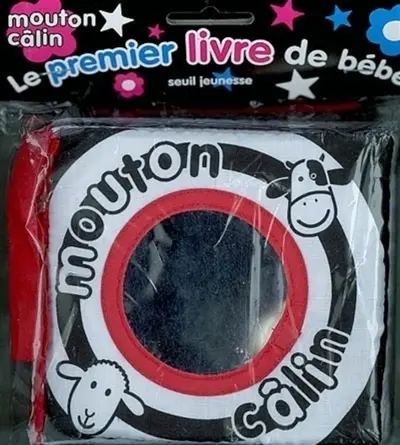 mouton
câlin
Le premier livre de bébé
seuil jeunesse
mouton
câlin